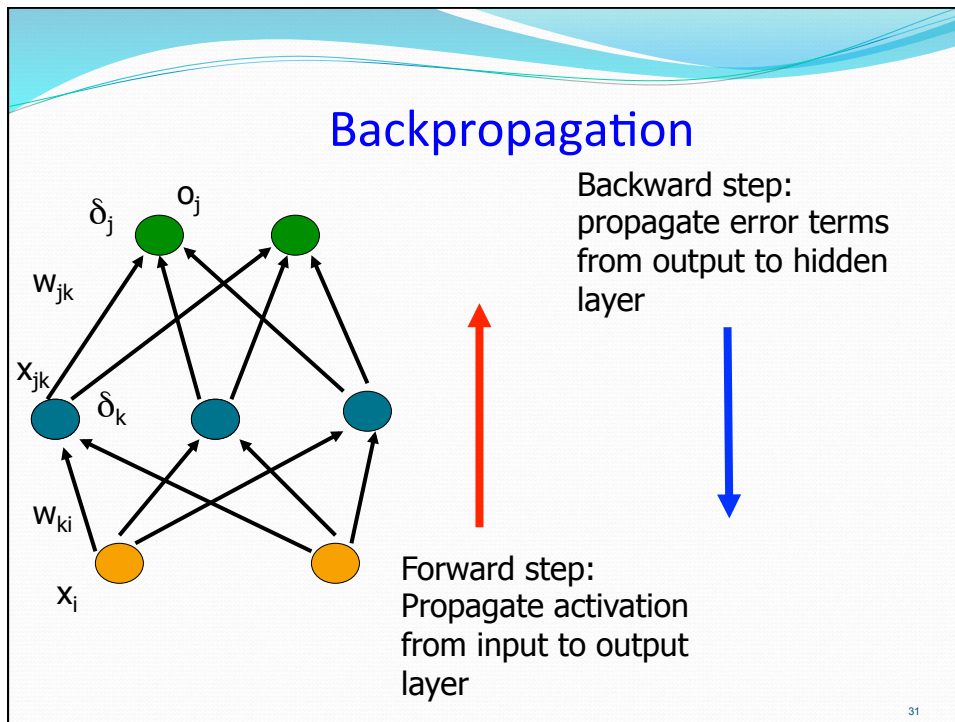 Backpropagation
Backward step:
propagate error terms
from output to hidden
layer
δj
oj
wjk
xjk
δk
wki
xi
Forward step:
Propagate activation
from input to output
layer
31